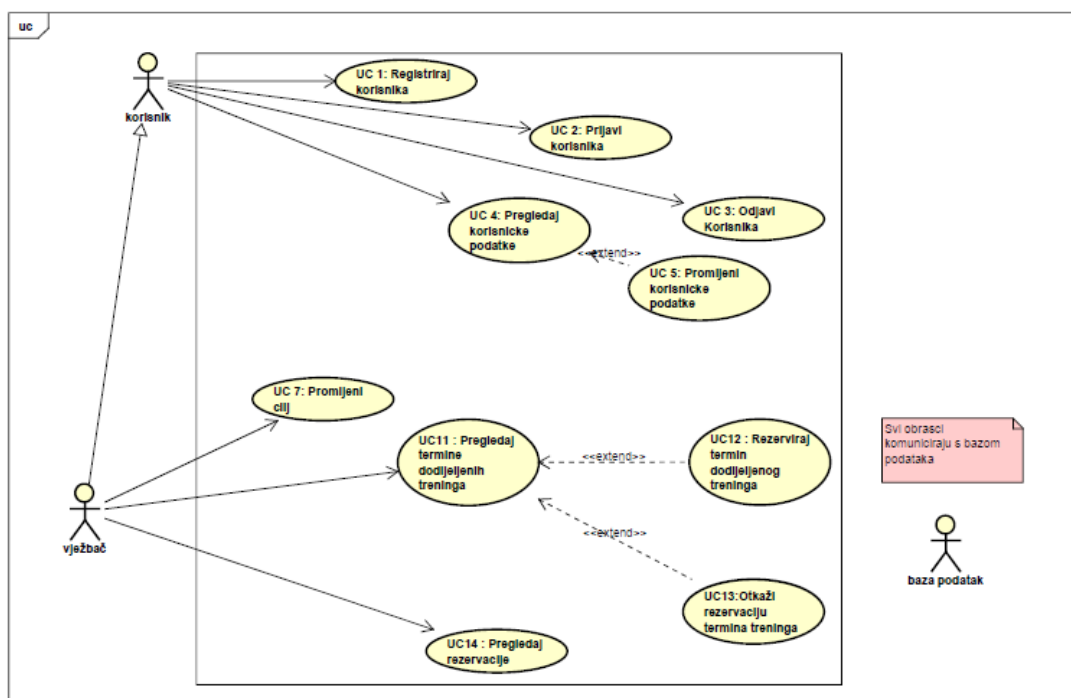 uc
korisnik
UC 1: Registriraj
korisnika
UC 2: Prijavi
korisnika
UC 3: Odjavi
Korisnika
UC 4: Pregledaj
korisnicke
podatke
<<extend>>
UC 5: Promijeni
korisnicke
podatke
UC 7: Promijeni
cilj
UC11 : Pregledaj
termine
dodijeljenih
treninga
<<extend>>
UC12 : Rezerviraj
termin
dodijeljenog
treninga
<<extend>>
UC13:Otkaži
rezervaciju
termina treninga
UC14 : Pregledaj
rezervacije
vježbač
Svi obrasci
komuniciraju s bazom
podataka
baza podatak